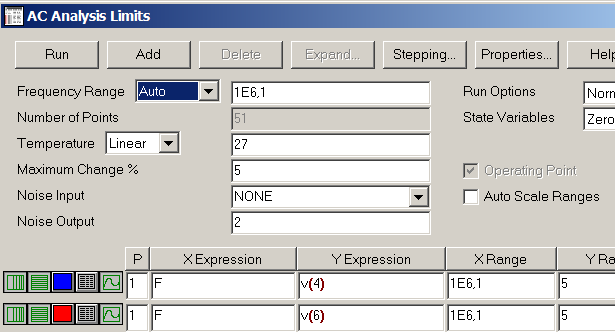 AC Analysis Limits
Run Add Delete Expand... Stepping... Properties... Help
Frequency Range Auto 1E6,1 Run Options Norm
Number of Points 51 State Variables Zero
Temperature Linear 27
Maximum Change % 5 Operating Point
Noise Input NONE Auto Scale Ranges
Noise Output 2
P X Expression Y Expression X Range Y Ra
1 F v(4) 1E6,1 5
1 F v(6) 1E6,1 5